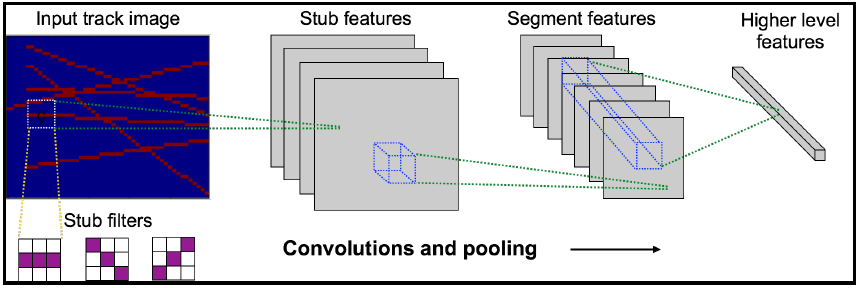 Input track image
Stub features
Segment features
Higher level
features
Stub filters
Convolutions and pooling